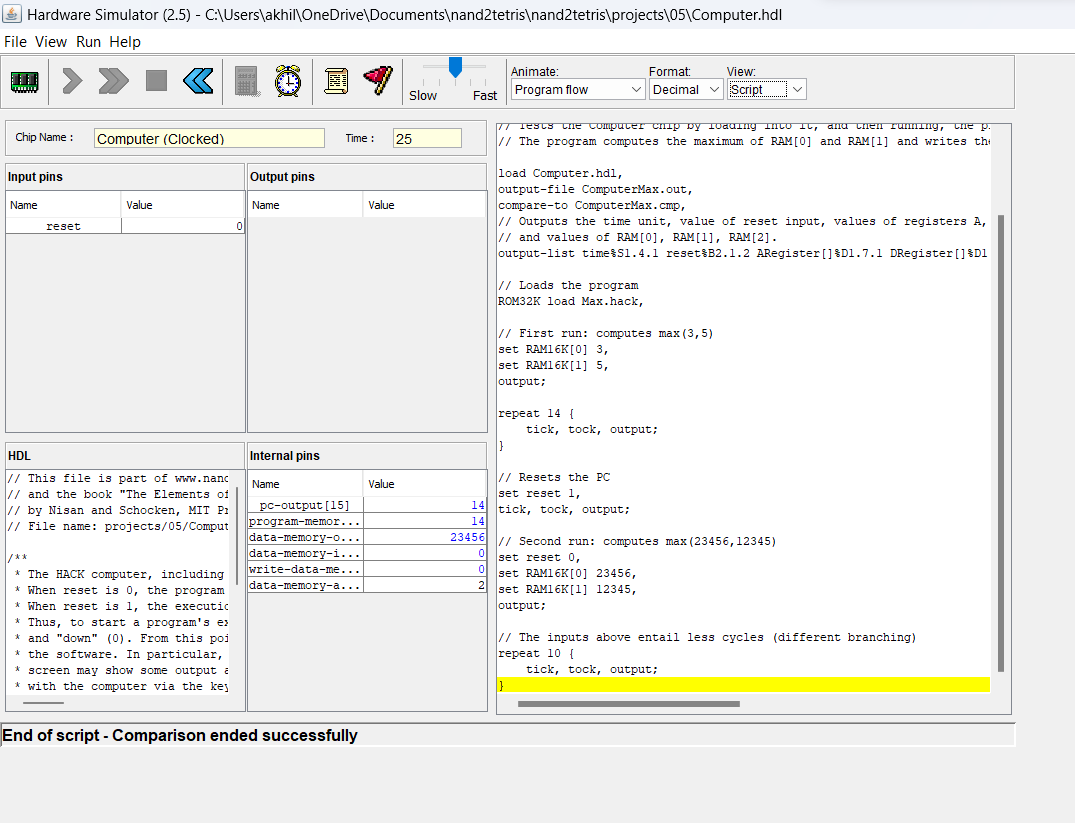 Hardware Simulator (2.5) - C:\Users\akhil\OneDrive\Documents\nand2tetris\nand2tetris\projects\05\Computer.hdl
File View Run Help
Slow Fast
Animate: Format: View:
Program flow Decimal Script
Chip Name : Computer (Clocked) Time : 25
Input pins
Name Value
reset 0
Output pins
Name Value
HDL
// This file is part of www.nand
// and the book "The Elements of
// by Nisan and Schocken, MIT Pr
// File name: projects/05/Comput
/**
* The HACK computer, including
* When reset is 0, the program
* When reset is 1, the executio
* Thus, to start a program's ex
* and "down" (0). From this poi
* the software. In particular,
* screen may show some output a
* with the computer via the key
Internal pins
Name Value
pc-output[15] 14
program-memor... 14
data-memory-o... 23456
data-memory-i... 0
write-data-me... 0
data-memory-a... 2
// Tests the Computer chip by loading into it, and then running, the p
// The program computes the maximum of RAM[0] and RAM[1] and writes the
load Computer.hdl,
output-file ComputerMax.out,
compare-to ComputerMax.cmp,
// Outputs the time unit, value of reset input, values of registers A,
// and values of RAM[0], RAM[1], RAM[2].
output-list time%S1.4.1 reset%B2.1.2 ARegister[]%D1.7.1 DRegister[]%D1
// Loads the program
ROM32K load Max.hack,
// First run: computes max(3,5)
set RAM16K[0] 3,
set RAM16K[1] 5,
output;
repeat 14 {
tick, tock, output;
}
// Resets the PC
set reset 1,
tick, tock, output;
// Second run: computes max(23456,12345)
set reset 0,
set RAM16K[0] 23456,
set RAM16K[1] 12345,
output;
// The inputs above entail less cycles (different branching)
repeat 10 {
tick, tock, output;
}
End of script - Comparison ended successfully